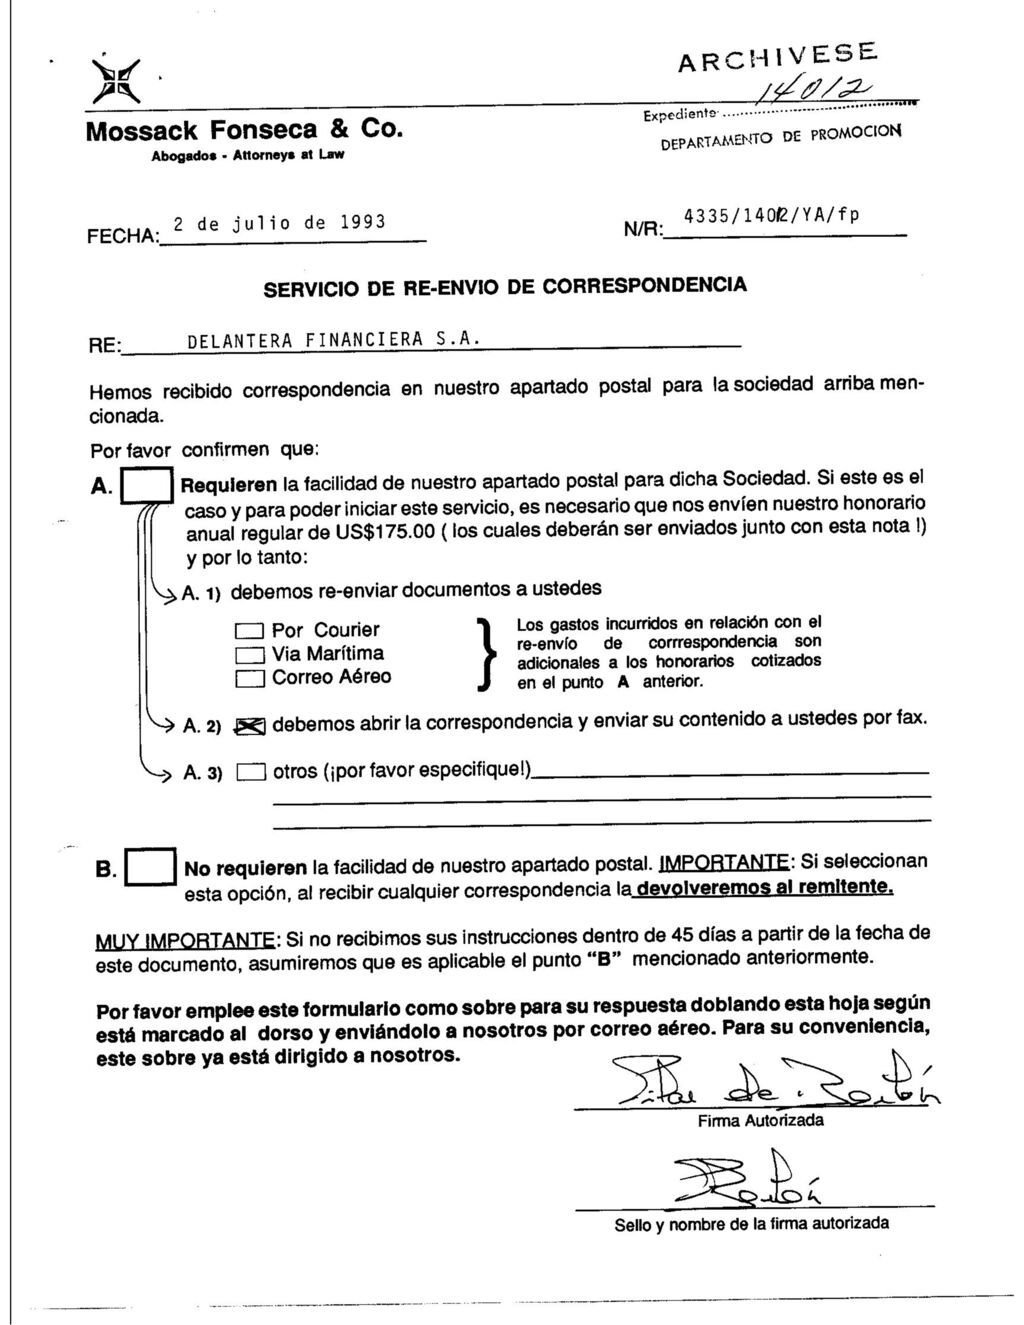 ARCHIVESE
14012
Expediente
DEPARTAMENTO DE PROMOCION
Mossack Fonseca & Co.
Abogados - Attorneys at Law
FECHA: 2 de julio de 1993
N/R: 4335/14012/YA/fp
SERVICIO DE RE-ENVIO DE CORRESPONDENCIA
RE: DELANTERA FINANCIERA S.A.
Hemos recibido correspondencia en nuestro apartado postal para la sociedad arriba men-
cionada.
Por favor confirmen que:
A. Requieren la facilidad de nuestro apartado postal para dicha Sociedad. Si este es el
caso y para poder iniciar este servicio, es necesario que nos envíen nuestro honorario
anual regular de US$175.00 ( los cuales deberán ser enviados junto con esta nota !)
y por lo tanto:
A. 1) debemos re-enviar documentos a ustedes
Por Courier
Via Marítima
Correo Aéreo
Los gastos incurridos en relación con el
re-envío de corrrespondencia son
adicionales a los honorarios cotizados
en el punto A anterior.
A. 2) debemos abrir la correspondencia y enviar su contenido a ustedes por fax.
A. 3) otros (¡por favor especifique!)
B. No requieren la facilidad de nuestro apartado postal. IMPORTANTE: Si seleccionan
esta opción, al recibir cualquier correspondencia la devolveremos al remitente.
MUY IMPORTANTE: Si no recibimos sus instrucciones dentro de 45 días a partir de la fecha de
este documento, asumiremos que es aplicable el punto "B" mencionado anteriormente.
Por favor emplee este formulario como sobre para su respuesta doblando esta hoja según
está marcado al dorso y enviándolo a nosotros por correo aéreo. Para su conveniencia,
este sobre ya está dirigido a nosotros.
de
Firma Autorizada
Sello y nombre de la firma autorizada